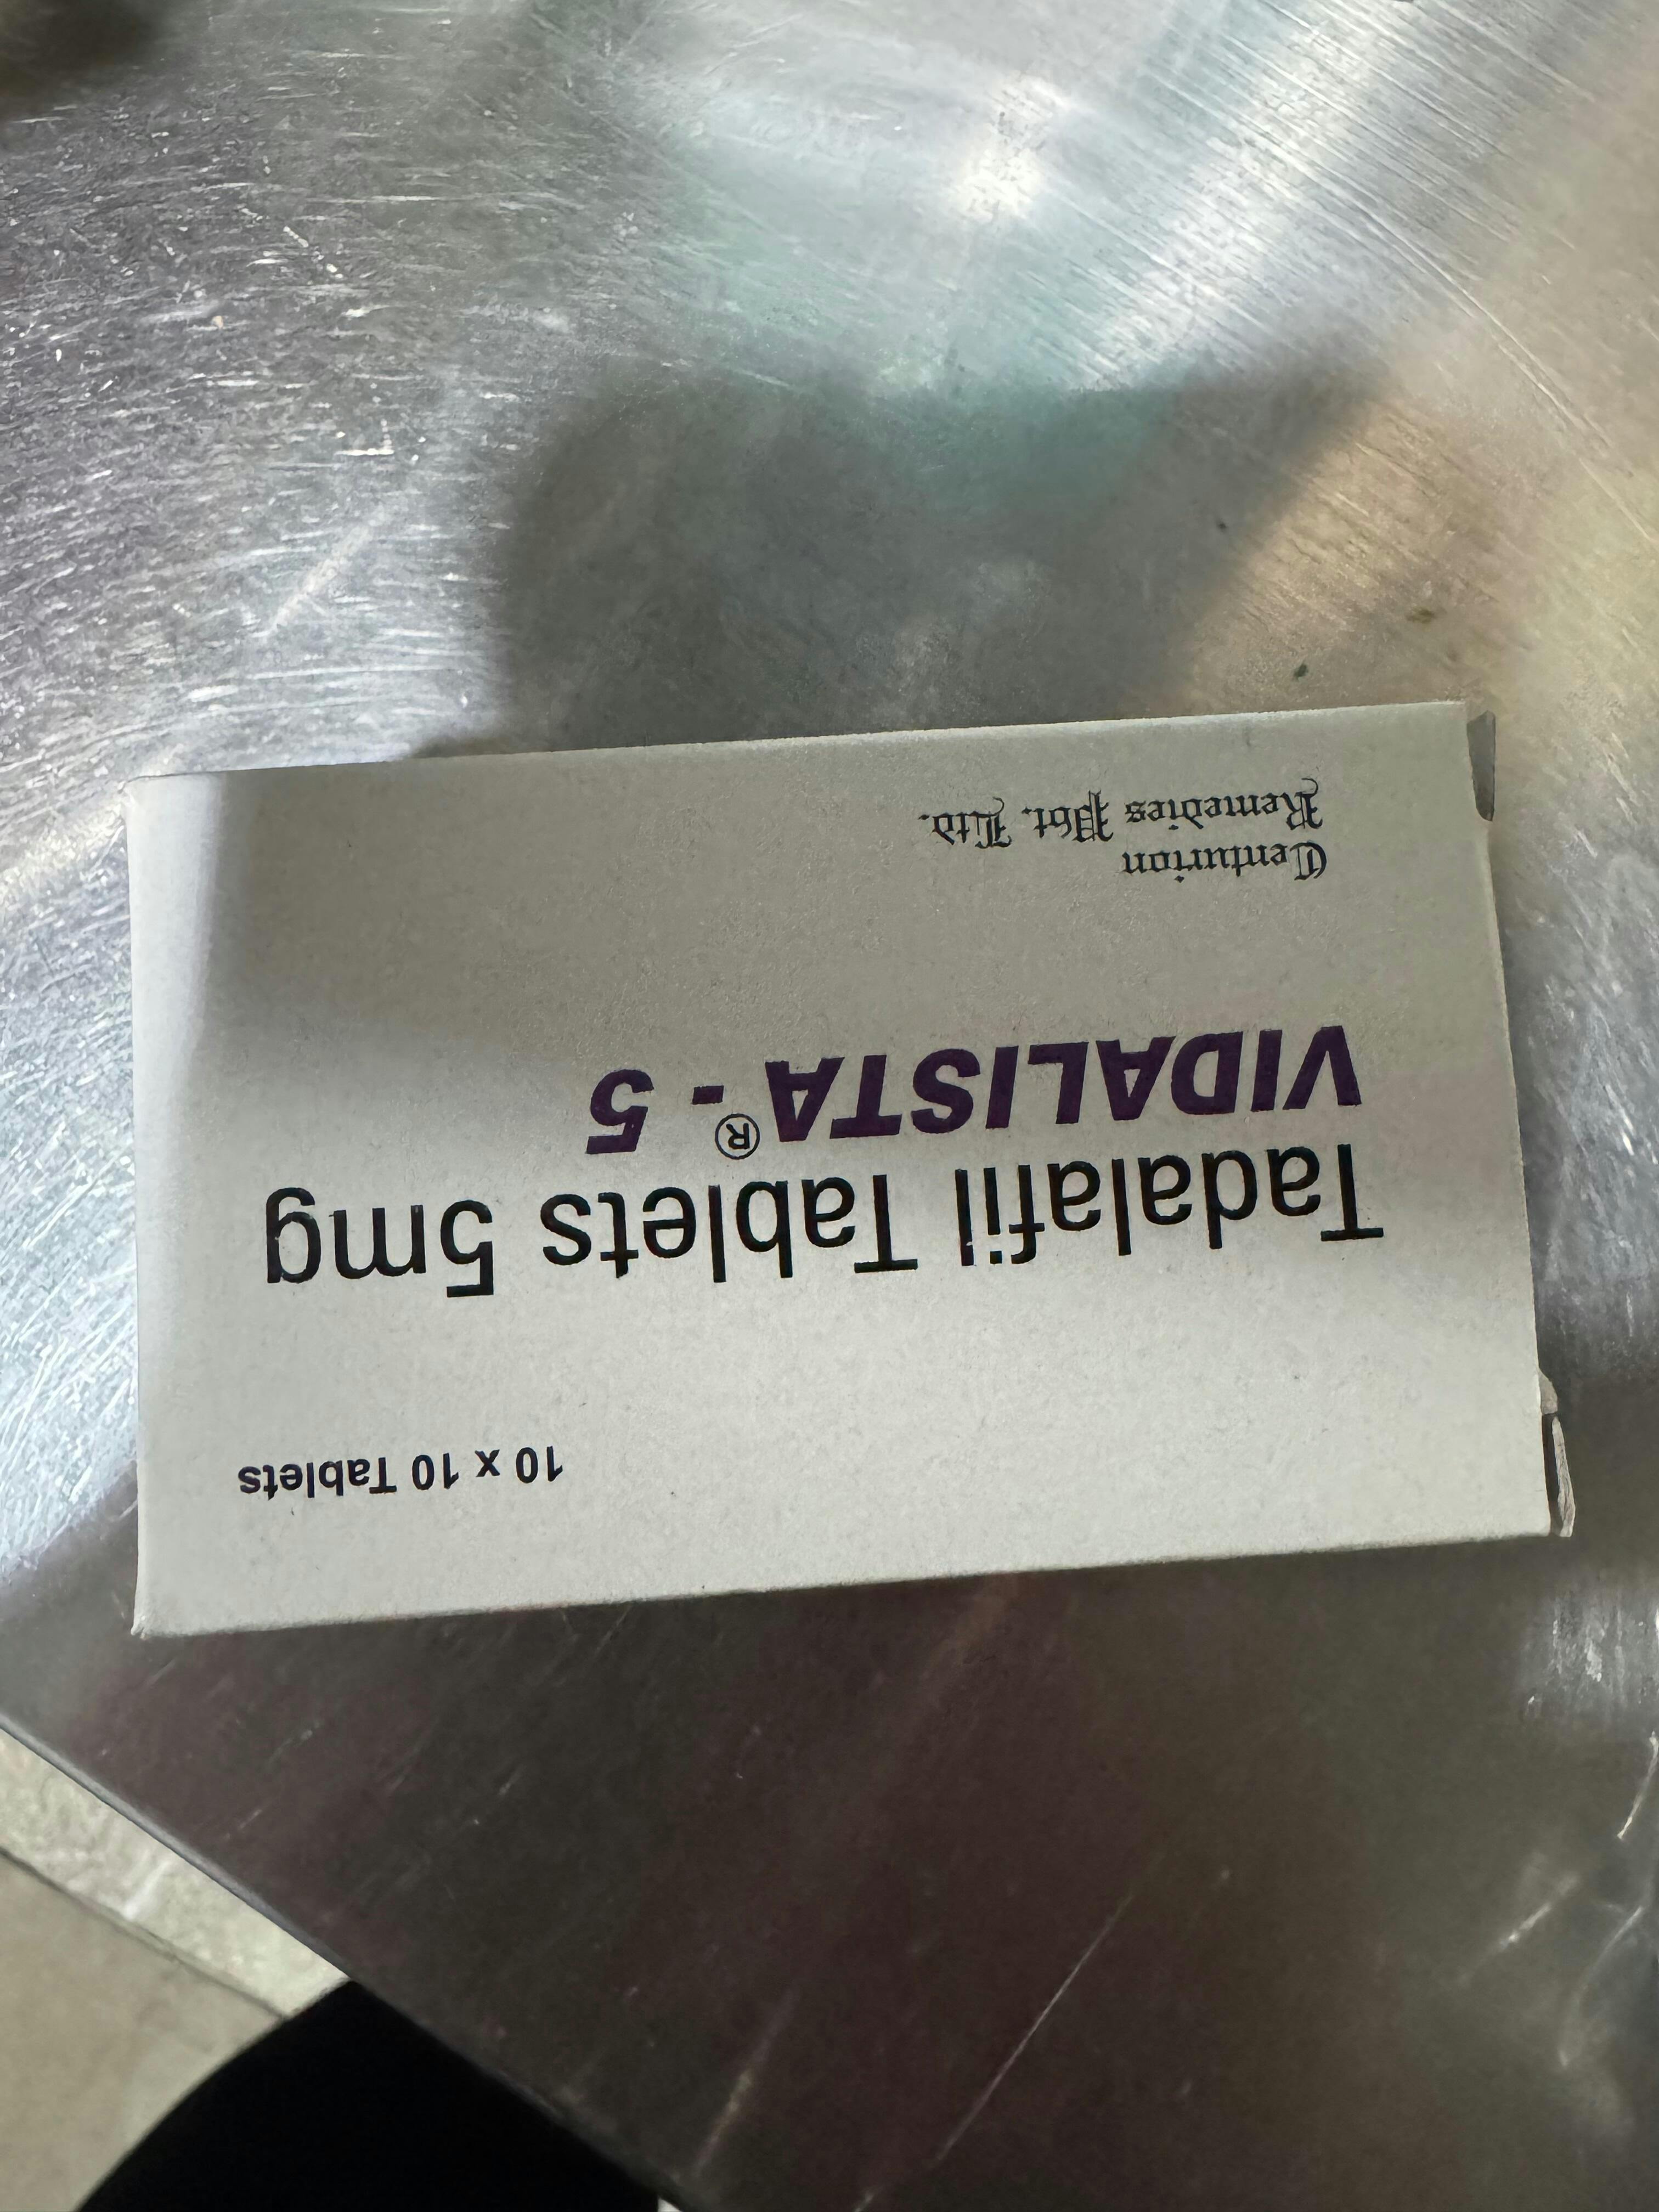 10 x 10 Tablets
Tadalafil Tablets 5mg
VIDALISTA® - 5
Centurion
Remedies Pvt. Ltd.